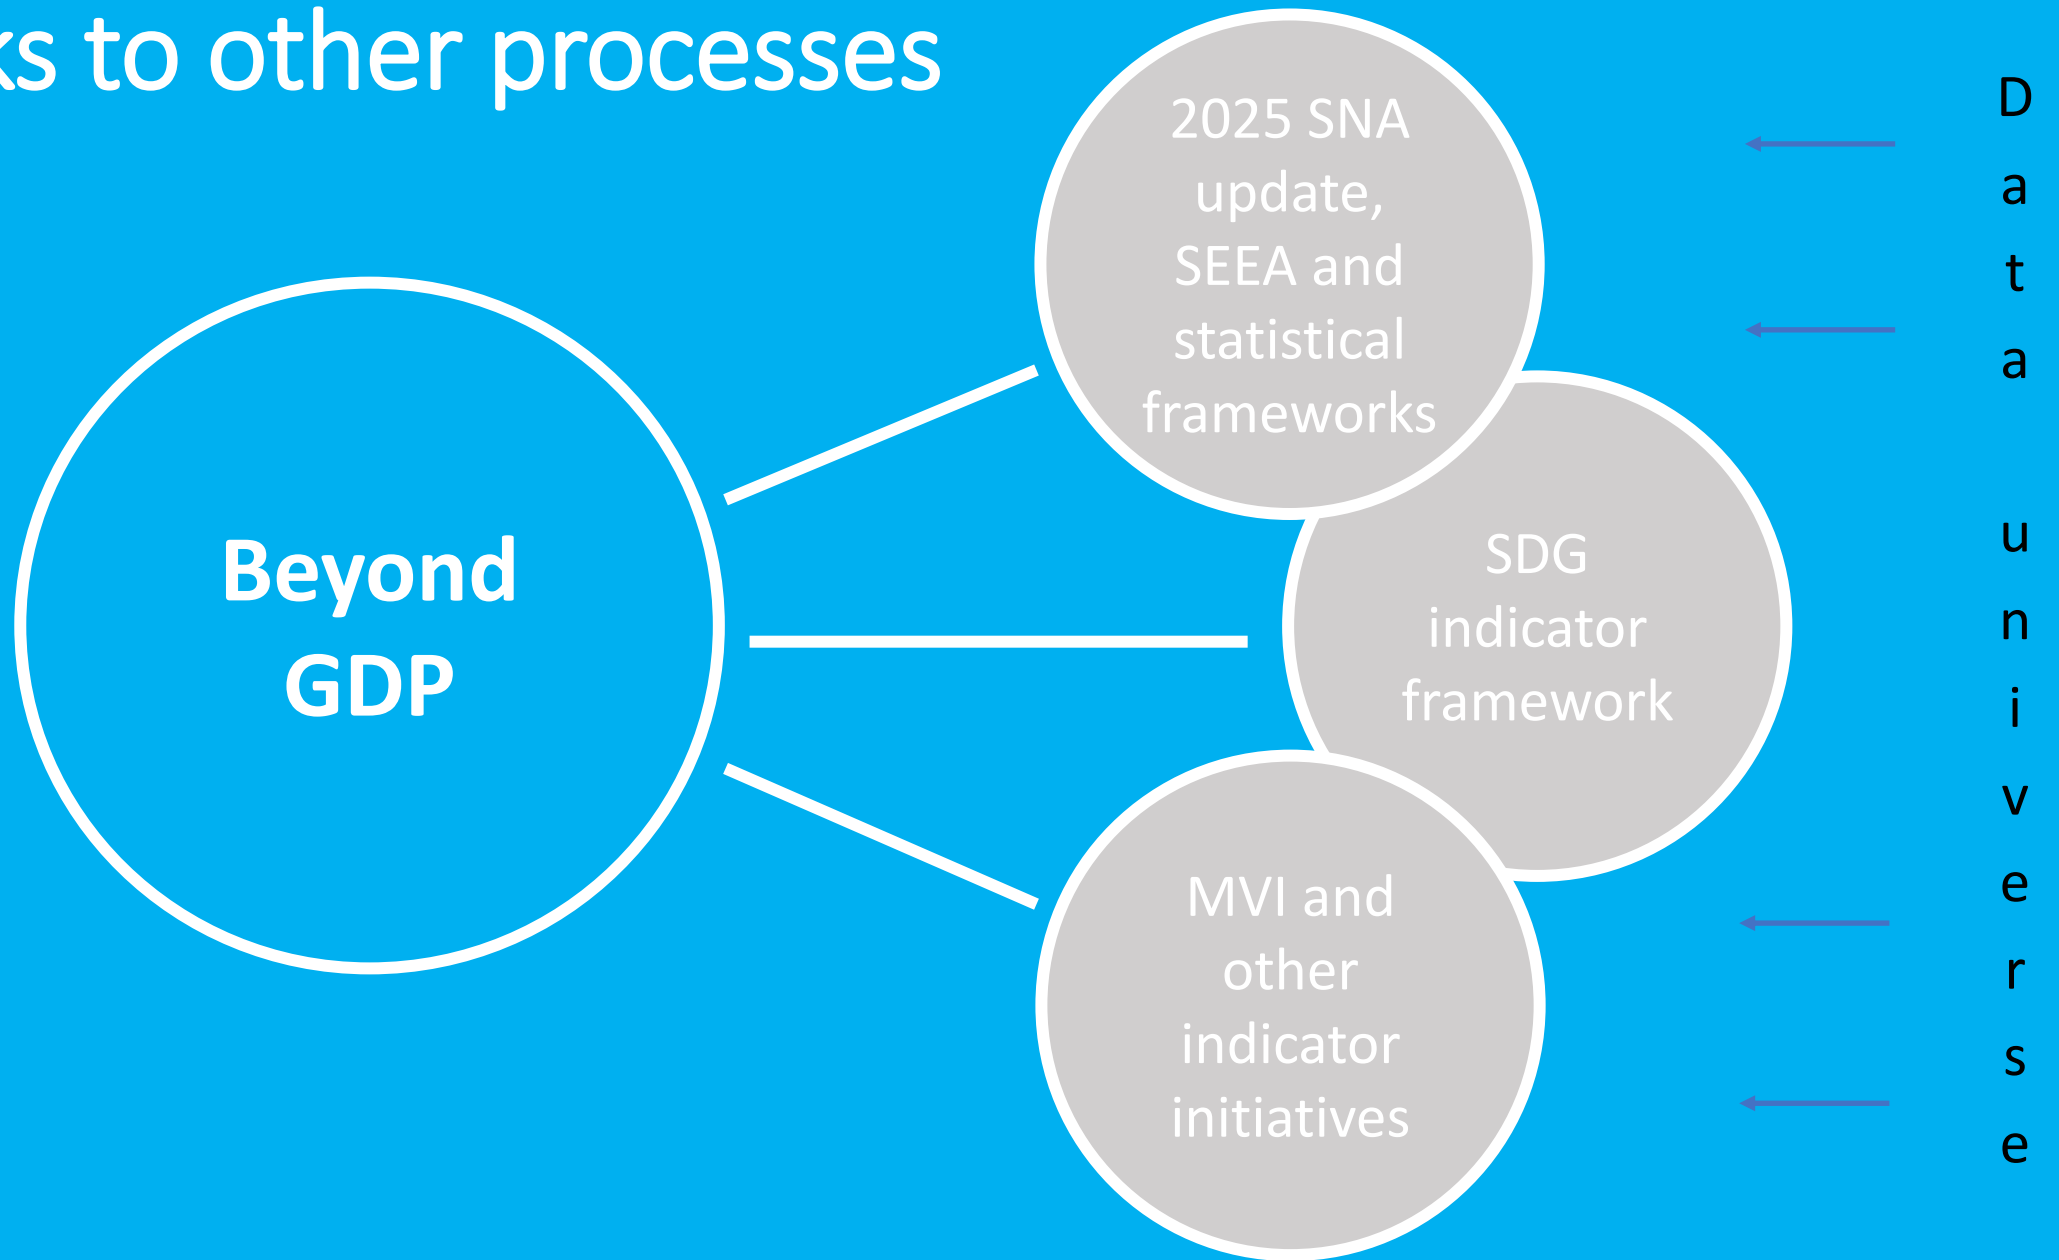 to other processes
Beyond
GDP
2025 SNA
update,
SEEA and
statistical
frameworks
SDG
indicator
framework
MVI and
other
indicator
initiatives
D
a
t
a
u
n
i
v
e
r
s
e